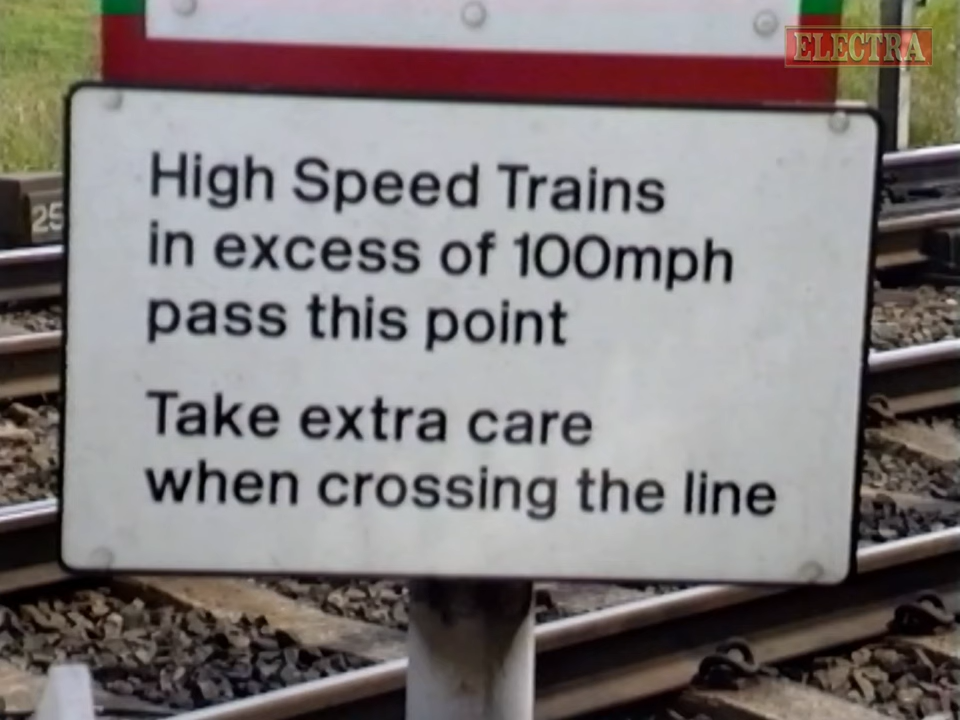 ELECTRA
High Speed Trains
in excess of 100mph
pass this point
Take extra care
when crossing the line
25